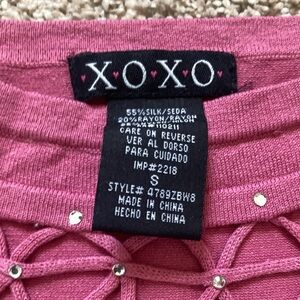 X♥O♥X♥O
55% SILK/SEDA
20% RAYON/RAYON
CARE ON REVERSE
VER AL DORSO
PARA CUIDADO
IMP# 2218
S
STYLE# 4789ZBW8
MADE IN CHINA
HECHO EN CHINA